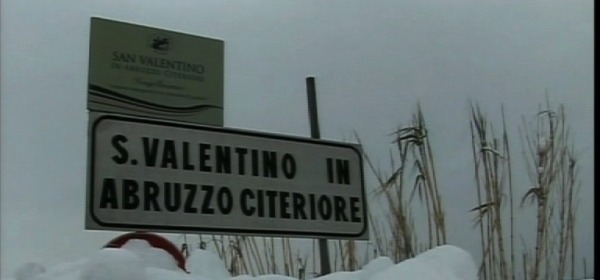 SAN VALENTINO
IN ABRUZZO CITERIORE
S.VALENTINO IN
ABRUZZO CITERIORE